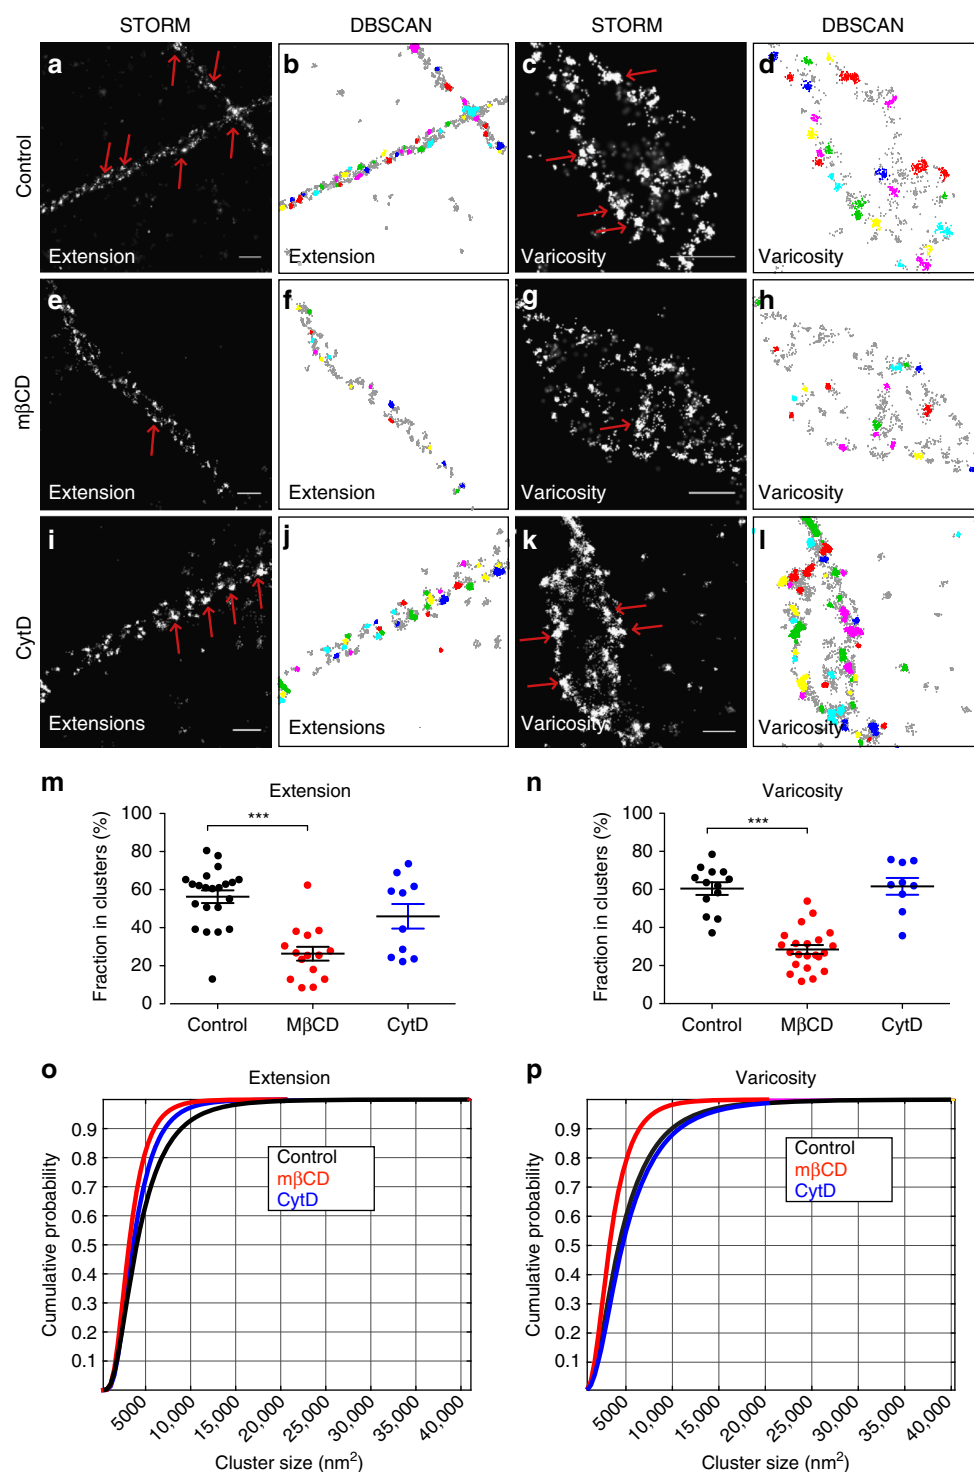 STORM DBSCAN STORM DBSCAN
Control
a Extension
b Extension
c Varicosity
d Varicosity
mβCD
e Extension
f Extension
g Varicosity
h Varicosity
CytD
i Extensions
j Extensions
k Varicosity
l Varicosity
m Extension
Fraction in clusters (%)
100
80
60
40
20
0
***
Control MβCD CytD
n Varicosity
Fraction in clusters (%)
100
80
60
40
20
0
***
Control MβCD CytD
o Extension
Cumulative probability
0.9
0.8
0.7
0.6
0.5
0.4
0.3
0.2
0.1
Control
mβCD
CytD
5000 10,000 15,000 20,000 25,000 30,000 35,000 40,000
Cluster size (nm²)
p Varicosity
Cumulative probability
0.9
0.8
0.7
0.6
0.5
0.4
0.3
0.2
0.1
Control
mβCD
CytD
5000 10,000 15,000 20,000 25,000 30,000 35,000 40,000
Cluster size (nm²)